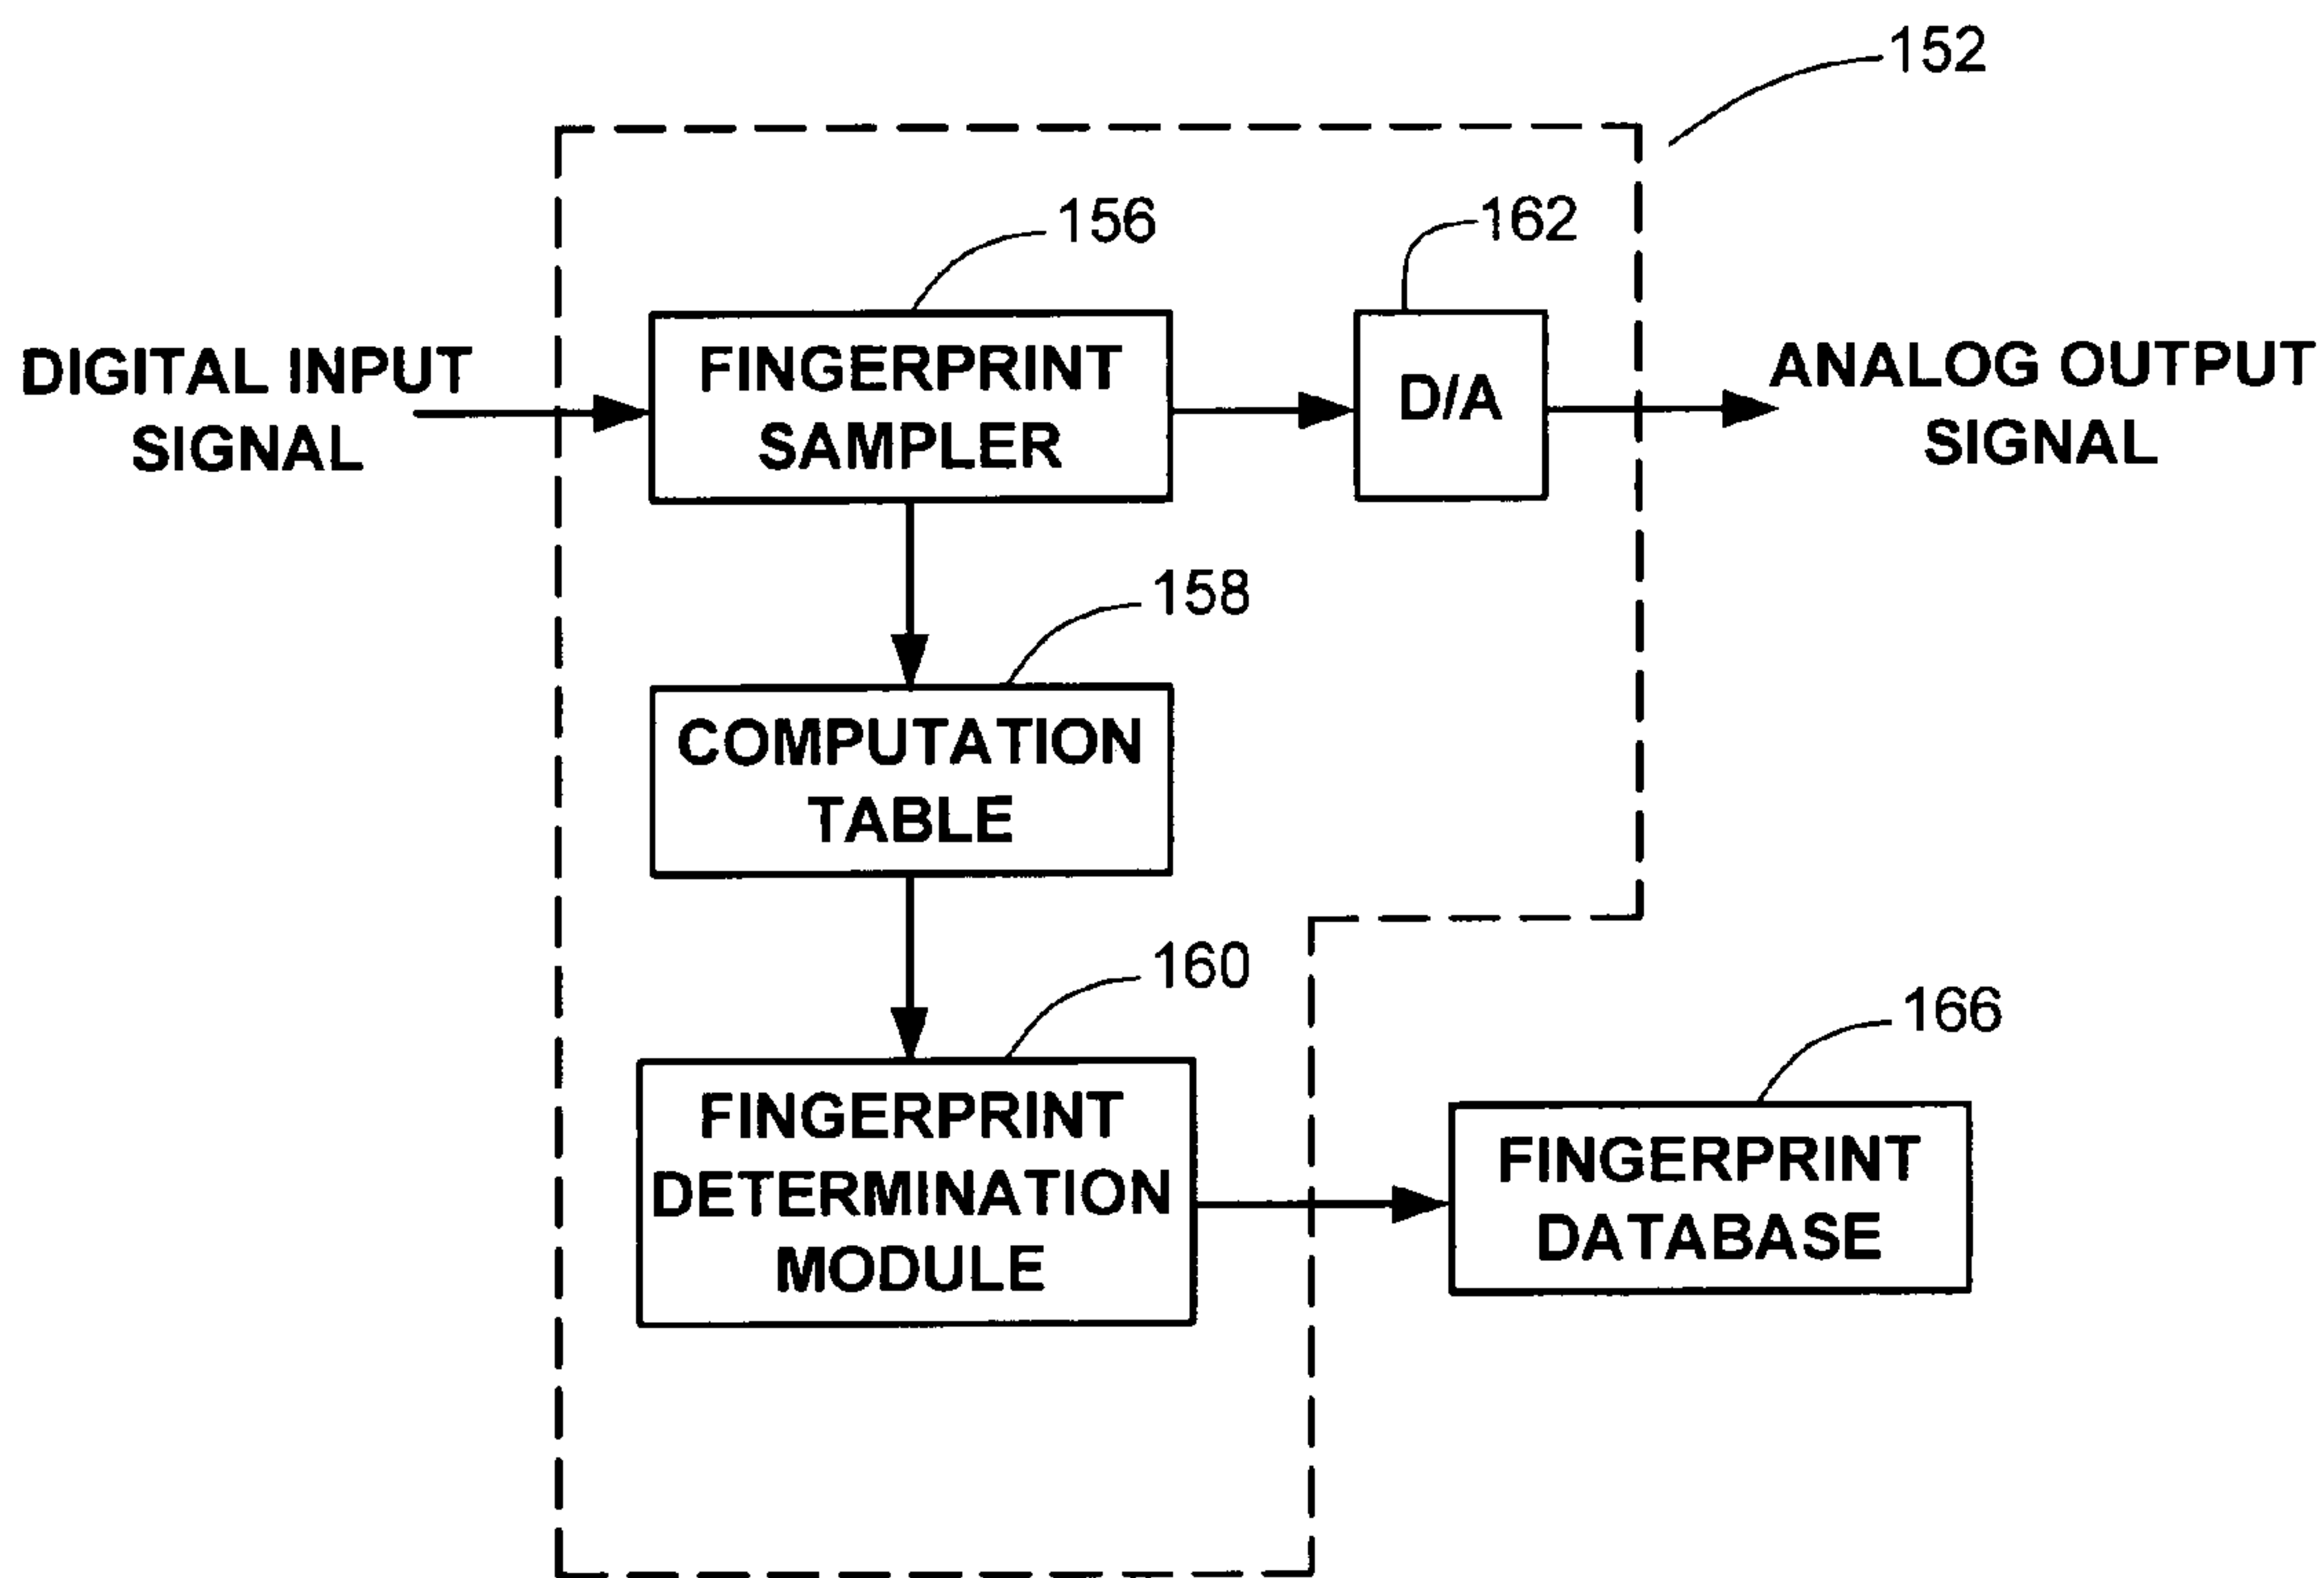 152
156
162
DIGITAL INPUT
SIGNAL
FINGERPRINT
SAMPLER
D/A
ANALOG OUTPUT
SIGNAL
158
COMPUTATION
TABLE
160
FINGERPRINT
DETERMINATION
MODULE
166
FINGERPRINT
DATABASE